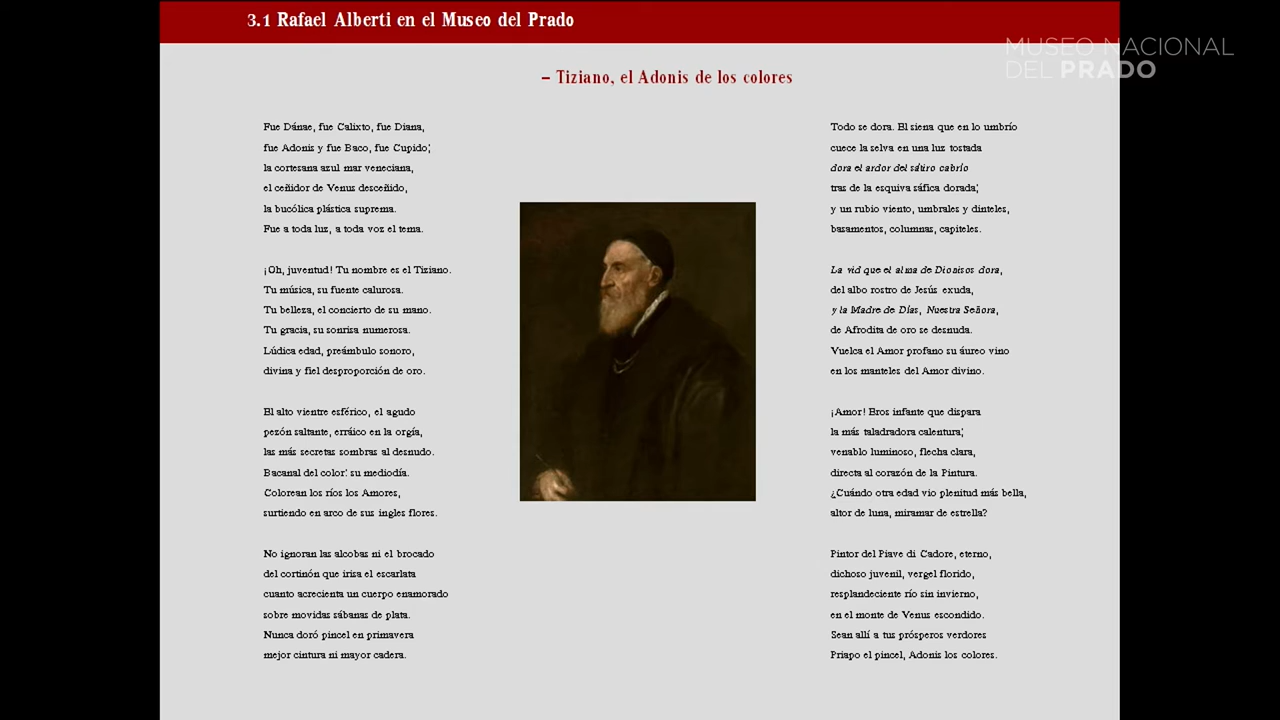 3.1 Rafael Alberti en el Museo del Prado
MUSEO NACIONAL
DEL PRADO
– Tiziano, el Adonis de los colores
Fue Dánae, fue Calixto, fue Diana,
fue Adonis y fue Baco, fue Cupido;
la cortesana azul mar veneciana,
el ceñidor de Venus desceñido,
la bucólica plástica suprema.
Fue a toda luz, a toda voz el tema.
¡Oh, juventud! Tu nombre es el Tiziano.
Tu música, su fuente calurosa.
Tu belleza, el concierto de su mano.
Tu gracia, su sonrisa numerosa.
Lúdica edad, preámbulo sonoro,
divina y fiel desproporción de oro.
El alto vientre esférico, el agudo
pezón saltante, erráico en la orgía,
las más secretas sombras al desnudo.
Bacanal del color: su mediodía.
Colorean los ríos los Amores,
surtiendo en arco de sus ingles flores.
No ignoran las alcobas ni el brocado
del cortinón que irisa el escarlata
cuanto acrecienta un cuerpo enamorado
sobre movidas sábanas de plata.
Nunca doró pincel en primavera
mejor cintura ni mayor cadera.
Todo se dora. El siena que en lo umbrío
cuece la selva en una luz tostada
dora el ardor del sátiro cabrío
tras de la esquiva sáfica dorada;
y un rubio viento, umbrales y dinteles,
basamentos, columnas, capiteles.
La vid que el alma de Dionisos dora,
del albo rostro de Jesús exuda,
y la Madre de Días, Nuestra Señora,
de Afrodita de oro se desnuda.
Vuelca el Amor profano su áureo vino
en los manteles del Amor divino.
¡Amor! Eros infante que dispara
la más taladradora calentura;
venablo luminoso, flecha clara,
directa al corazón de la Pintura.
¿Cuándo otra edad vio plenitud más bella,
altor de luna, miramar de estrella?
Pintor del Piave di Cadore, eterno,
dichoso juvenil, vergel florido,
resplandeciente río sin invierno,
en el monte de Venus escondido.
Sean allí a tus prósperos verdores
Priapo el pincel, Adonis los colores.